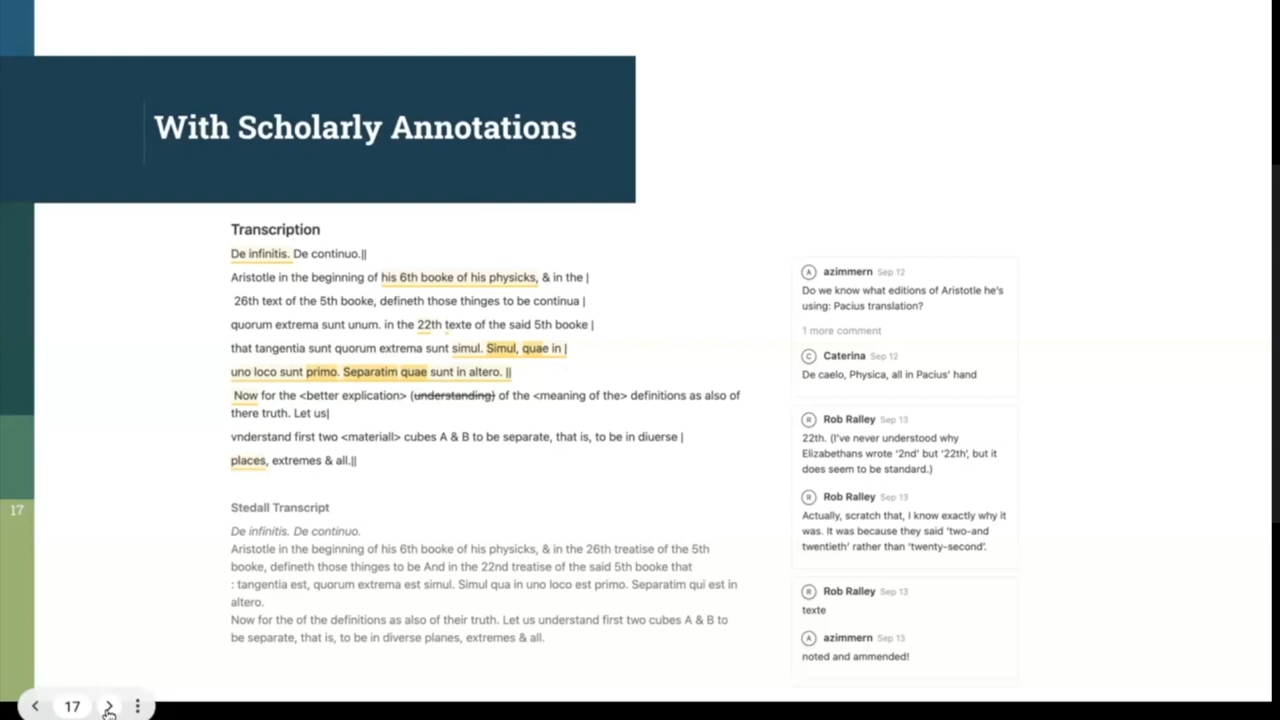 With Scholarly Annotations
Transcription
De infinitis. De continuo.||
Aristotle in the beginning of his 6th booke of his physicks, & in the |
26th text of the 5th booke, defineth those thinges to be continua |
quorum extrema sunt unum. in the 22th texte of the said 5th booke |
that tangentia sunt quorum extrema sunt simul. Simul, quae in |
uno loco sunt primo. Separatim quae sunt in altero. ||
Now for the <better explication> (understanding) of the <meaning of the> definitions as also of
there truth. Let us|
vnderstand first two <materiall> cubes A & B to be separate, that is, to be in diuerse |
places, extremes & all.||
Stedall Transcript
De infinitis. De continuo.
Aristotle in the beginning of his 6th booke of his physicks, & in the 26th treatise of the 5th
booke, defineth those thinges to be And in the 22nd treatise of the said 5th booke that
: tangentia est, quorum extrema est simul. Simul qua in uno loco est primo. Separatim qui est in
altero.
Now for the of the definitions as also of their truth. Let us understand first two cubes A & B to
be separate, that is, to be in diverse planes, extremes & all.
A azimmern Sep 12
Do we know what editions of Aristotle he's
using: Pacius translation?
1 more comment
C Caterina Sep 12
De caelo, Physica, all in Pacius' hand
R Rob Ralley Sep 13
22th. (I've never understood why
Elizabethans wrote '2nd' but '22th', but it
does seem to be standard.)
R Rob Ralley Sep 13
Actually, scratch that, I know exactly why it
was. It was because they said 'two-and
twentieth' rather than 'twenty-second'.
R Rob Ralley Sep 13
texte
A azimmern Sep 13
noted and ammended!
17
17